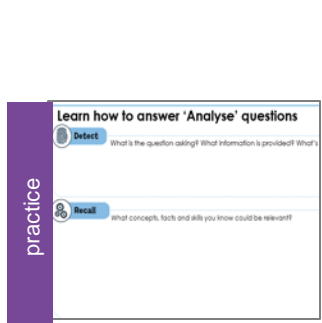 practice
Learn how to answer ‘Analyse’ questions
Detect
What is the question asking? What information is provided? What’s
Recall
What concepts, facts and skills you know could be relevant?